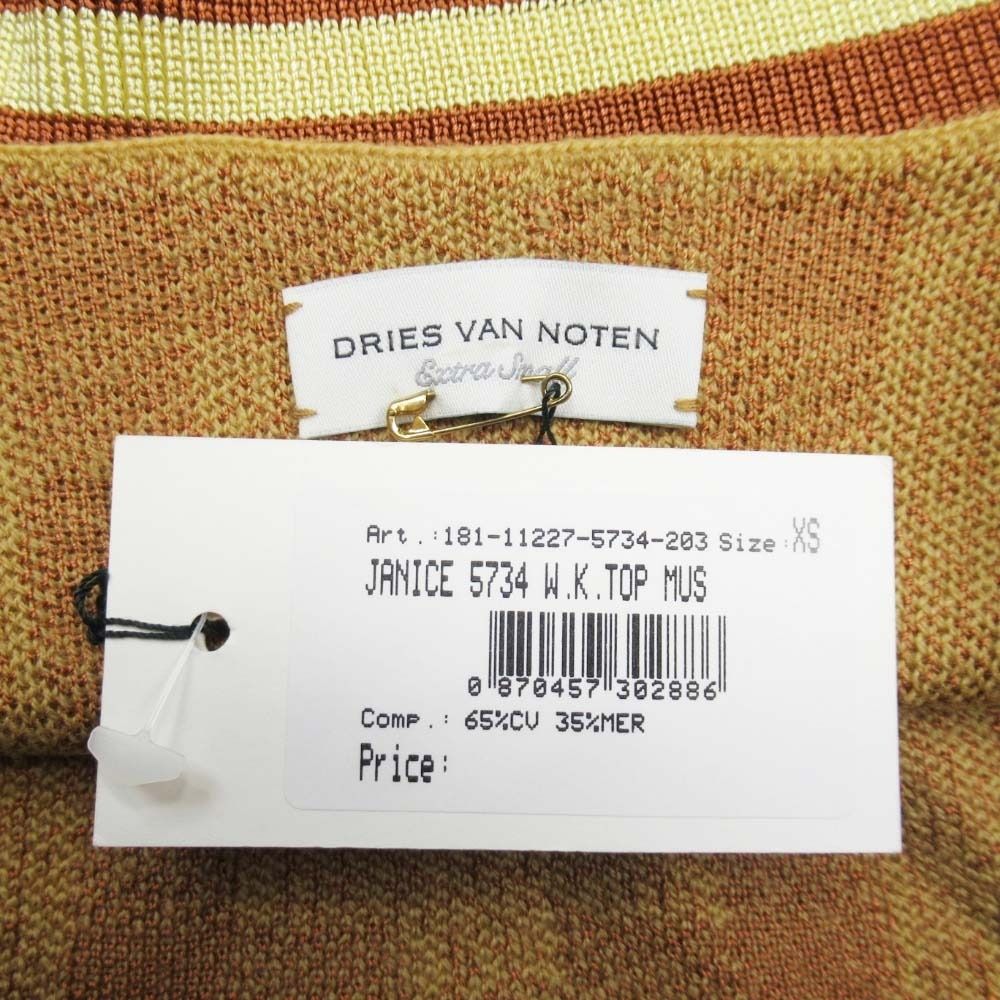 DRIES VAN NOTEN
Extra Small
Art.:181-11227-5734-203 Size:XS
JANICE 5734 W.K.TOP MUS
0 870457 302886
Comp.: 65%CV 35%MER
Price: